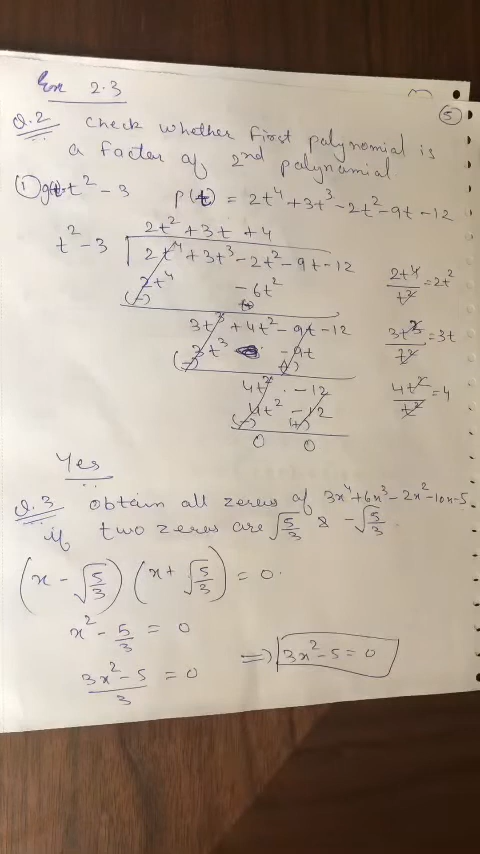 Ex 2.3
5
Q.2 Check whether first polynomial is
a factor of 2nd polynomial
(1) g(t) t² - 3 P(t) = 2t⁴ + 3t³ - 2t² - 9t - 12
2t² + 3t + 4
t² - 3 2t⁴ + 3t³ - 2t² - 9t - 12
2t⁴ - 6t²
(-) (+)
2t⁴/t² = 2t²
3t³ + 4t² - 9t - 12
3t³ - 9t
(-) (+)
3t³/t² = 3t
4t² - 12
4t² - 12
(-) (+)
4t²/t² = 4
0 0
Yes
Q.3 obtain all zeroes of 3x⁴ + 6x³ - 2x² - 10x - 5
if two zeroes are √5/3 & -√5/3
(x - √5/3) (x + √5/3) = 0
x² - 5/3 = 0
3x² - 5/3 = 0 ⇒ 3x² - 5 = 0